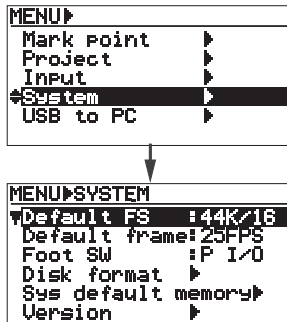 MENU▶
Mark point ▶
Project ▶
Input ▶
System ▶
USB to PC ▶
MENU▶SYSTEM
Default FS :44K/16
Default frame:25FPS
Foot SW :P I/O
Disk format ▶
Sys default memory▶
Version ▶